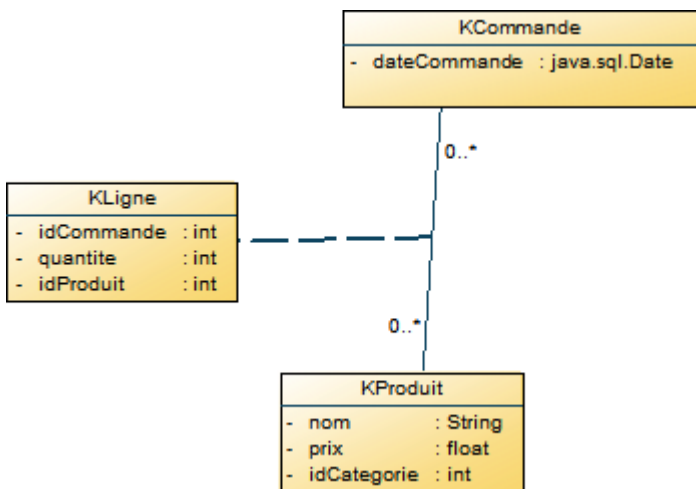 KCommande
- dateCommande : java.sql.Date
0..*
KLigne
- idCommande : int
- quantite : int
- idProduit : int
0..*
KProduit
- nom : String
- prix : float
- idCategorie : int